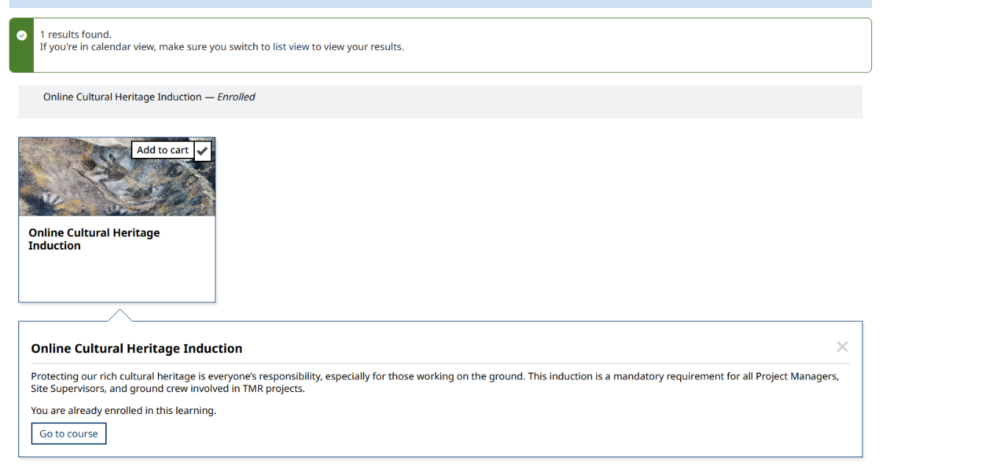 1 results found.
If you're in calendar view, make sure you switch to list view to view your results.
Online Cultural Heritage Induction — Enrolled
Add to cart
Online Cultural Heritage
Induction
Online Cultural Heritage Induction
Protecting our rich cultural heritage is everyone’s responsibility, especially for those working on the ground. This induction is a mandatory requirement for all Project Managers,
Site Supervisors, and ground crew involved in TMR projects.
You are already enrolled in this learning.
Go to course